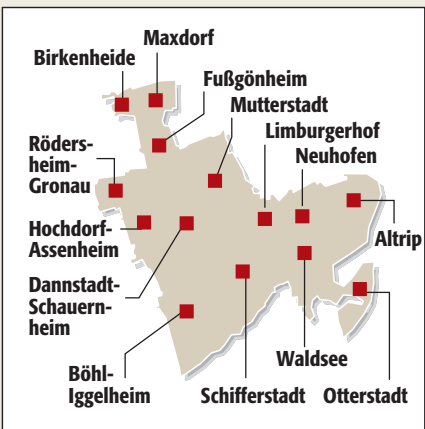 Maxdorf
Birkenheide
Fußgönheim
Mutterstadt
Limburgerhof
Neuhofen
Röders-
heim-
Gronau
Hochdorf-
Assenheim
Altrip
Dannstadt-
Schauern-
heim
Waldsee
Böhl-
Iggelheim
Schifferstadt
Otterstadt